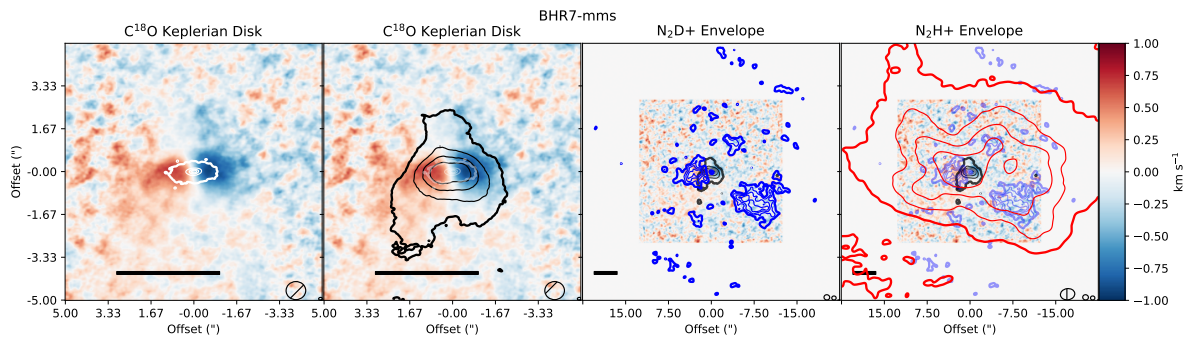 BHR7-mms
C¹⁸O Keplerian Disk
C¹⁸O Keplerian Disk
N₂D+ Envelope
N₂H+ Envelope
Offset (")
3.33
1.67
-0.00
-1.67
-3.33
-5.00
5.00 3.33 1.67 -0.00 -1.67 -3.33
5.00 3.33 1.67 -0.00 -1.67 -3.33
15.00 7.50 0.00 -7.50 -15.00
15.00 7.50 0.00 -7.50 -15.00
Offset (")
Offset (")
Offset (")
Offset (")
1.00
0.75
0.50
0.25
0.00
−0.25
−0.50
−0.75
−1.00
km s⁻¹